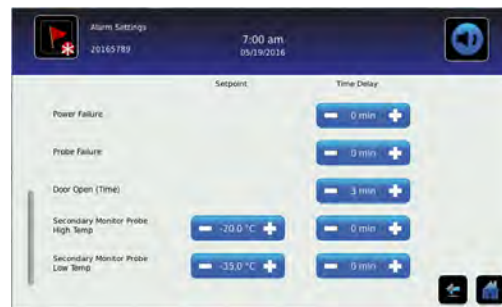 Alarm Settings
20165789
7:00 am
05/19/2016
Setpoint
Time Delay
Power Failure
0 min
Probe Failure
0 min
Door Open (Time)
3 min
Secondary Monitor Probe
High Temp
-20.0 °C
0 min
Secondary Monitor Probe
Low Temp
-35.0 °C
0 min